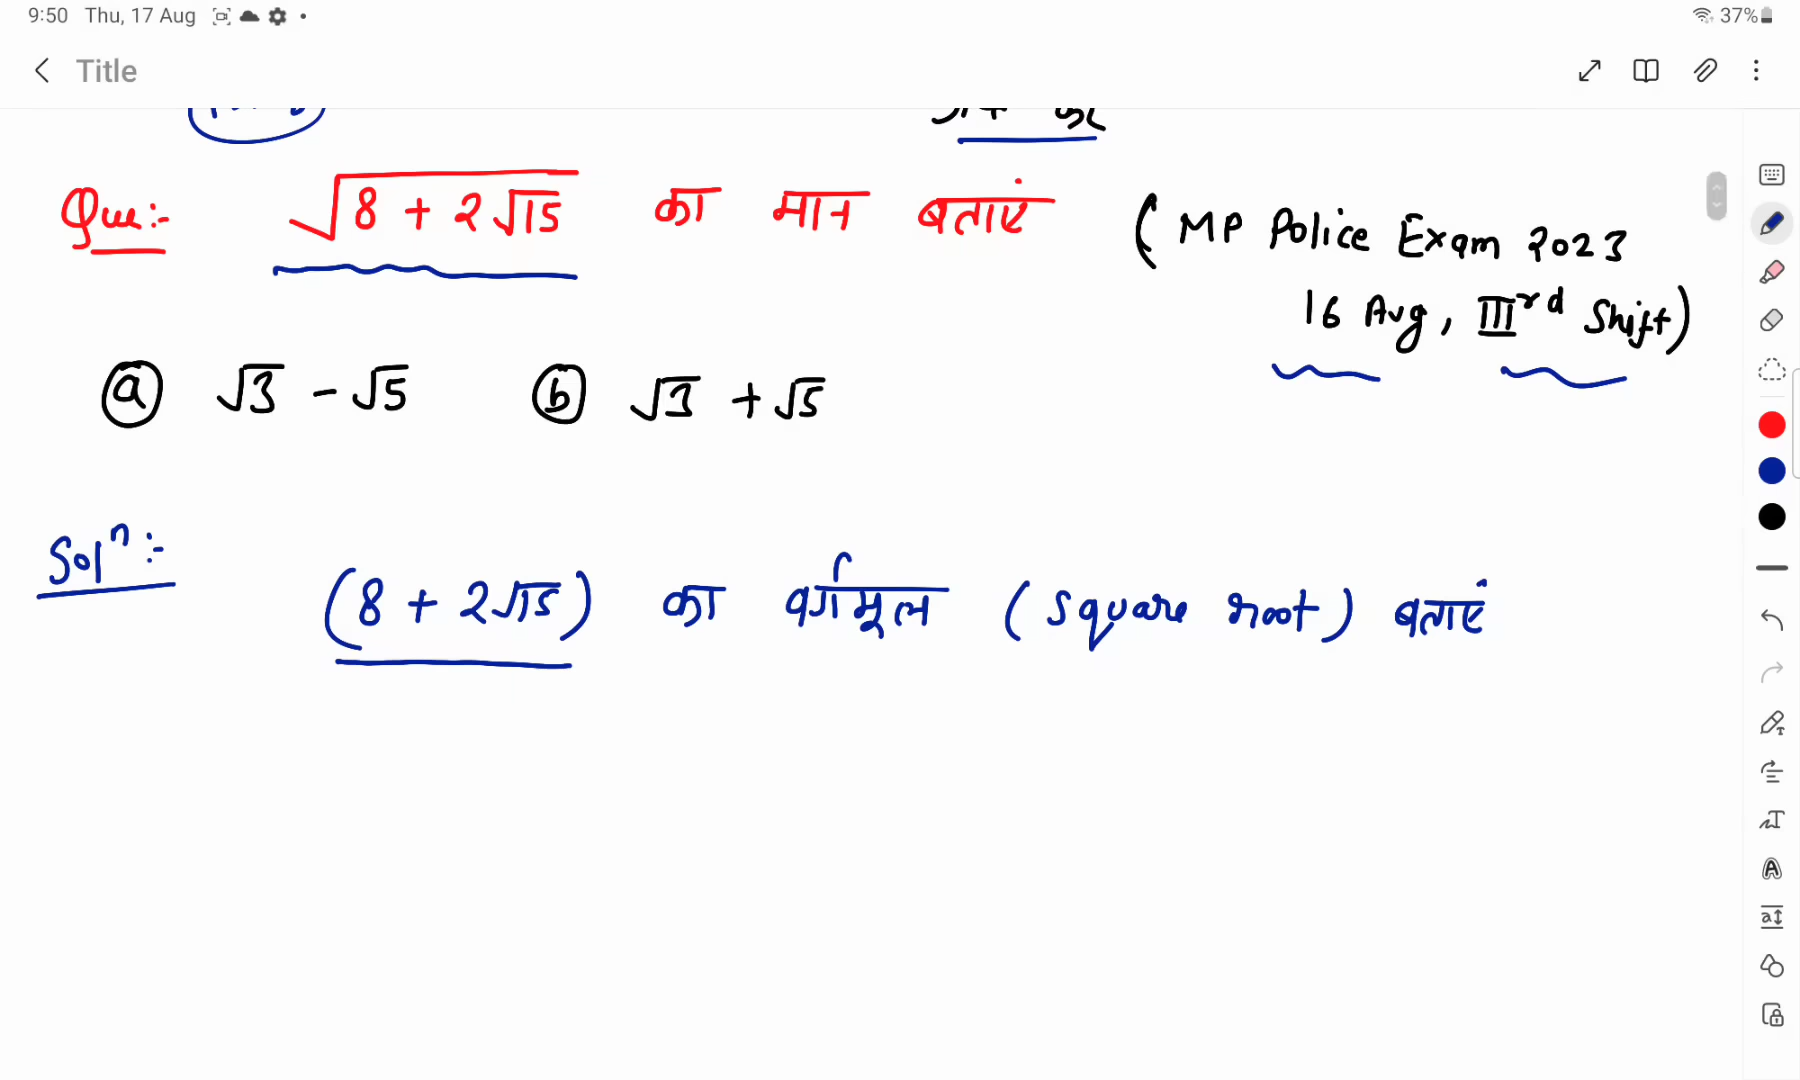 9:50 Thu, 17 Aug 37%
Title
Que:- √(8 + 2√15) का मान बताएं (MP Police Exam 2023
16 Aug, IIIrd Shift)
(a) √3 - √5 (b) √3 + √5
Solⁿ:-
(8 + 2√15) का वर्गमूल (square root) बताएं